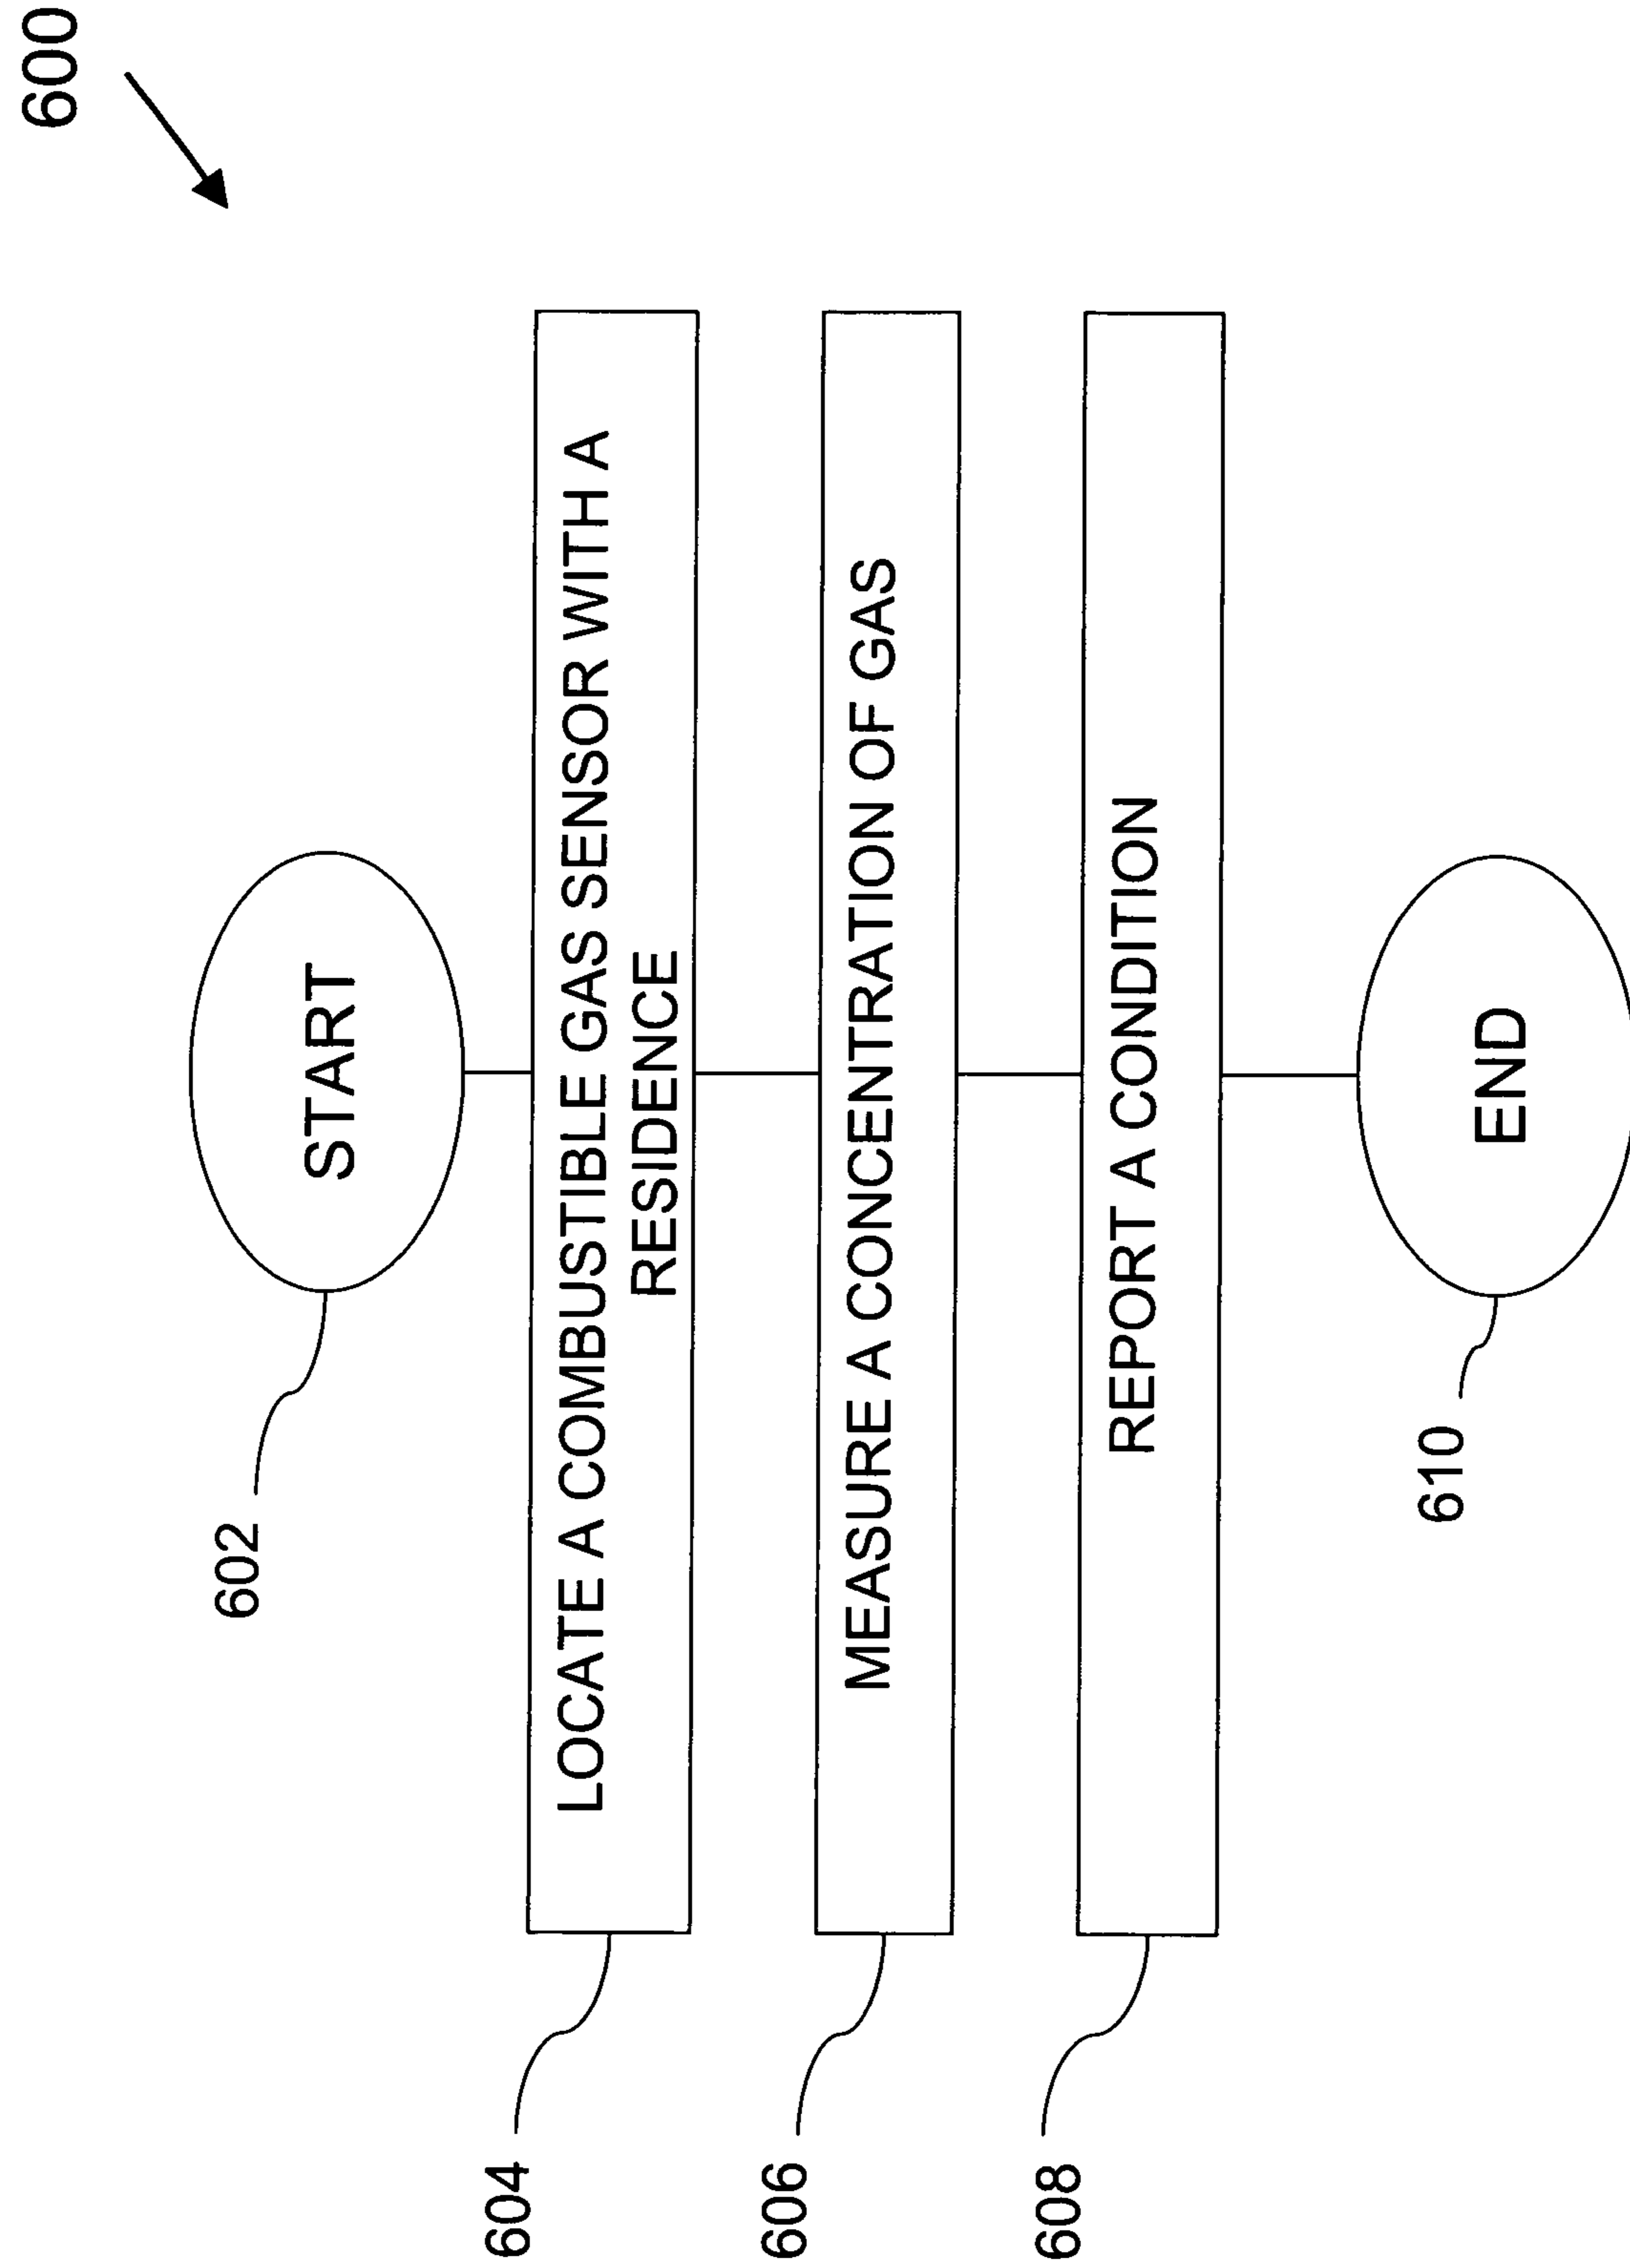 600
START
602
LOCATE A COMBUSTIBLE GAS SENSOR WITH A
RESIDENCE
604
MEASURE A CONCENTRATION OF GAS
606
REPORT A CONDITION
608
END
610